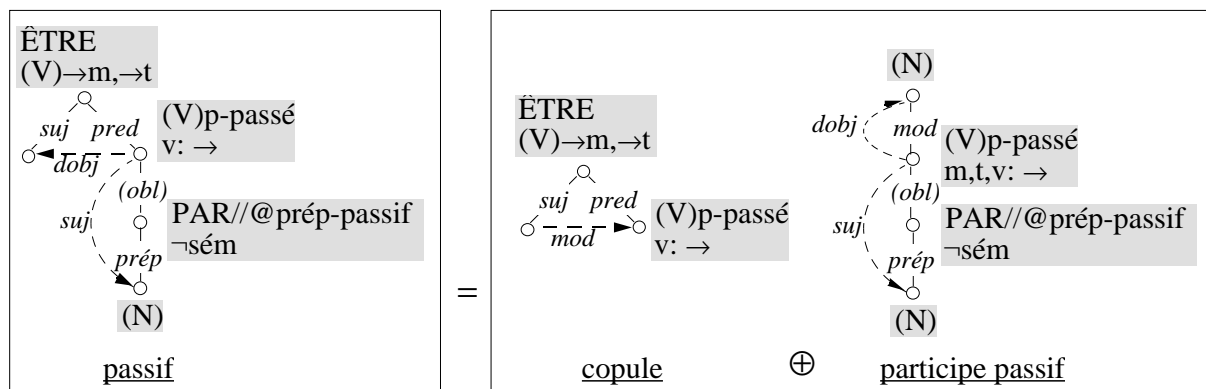 ÊTRE
(V)→m,→t
suj pred
(V)p-passé
v: →
dobj
(obl)
suj
PAR//@prép-passif
¬sém
prép
(N)
passif
=
ÊTRE
(V)→m,→t
suj pred
(V)p-passé
v: →
mod
copule
⊕
(N)
dobj mod
(V)p-passé
m,t,v: →
(obl)
suj
PAR//@prép-passif
¬sém
prép
(N)
participe passif